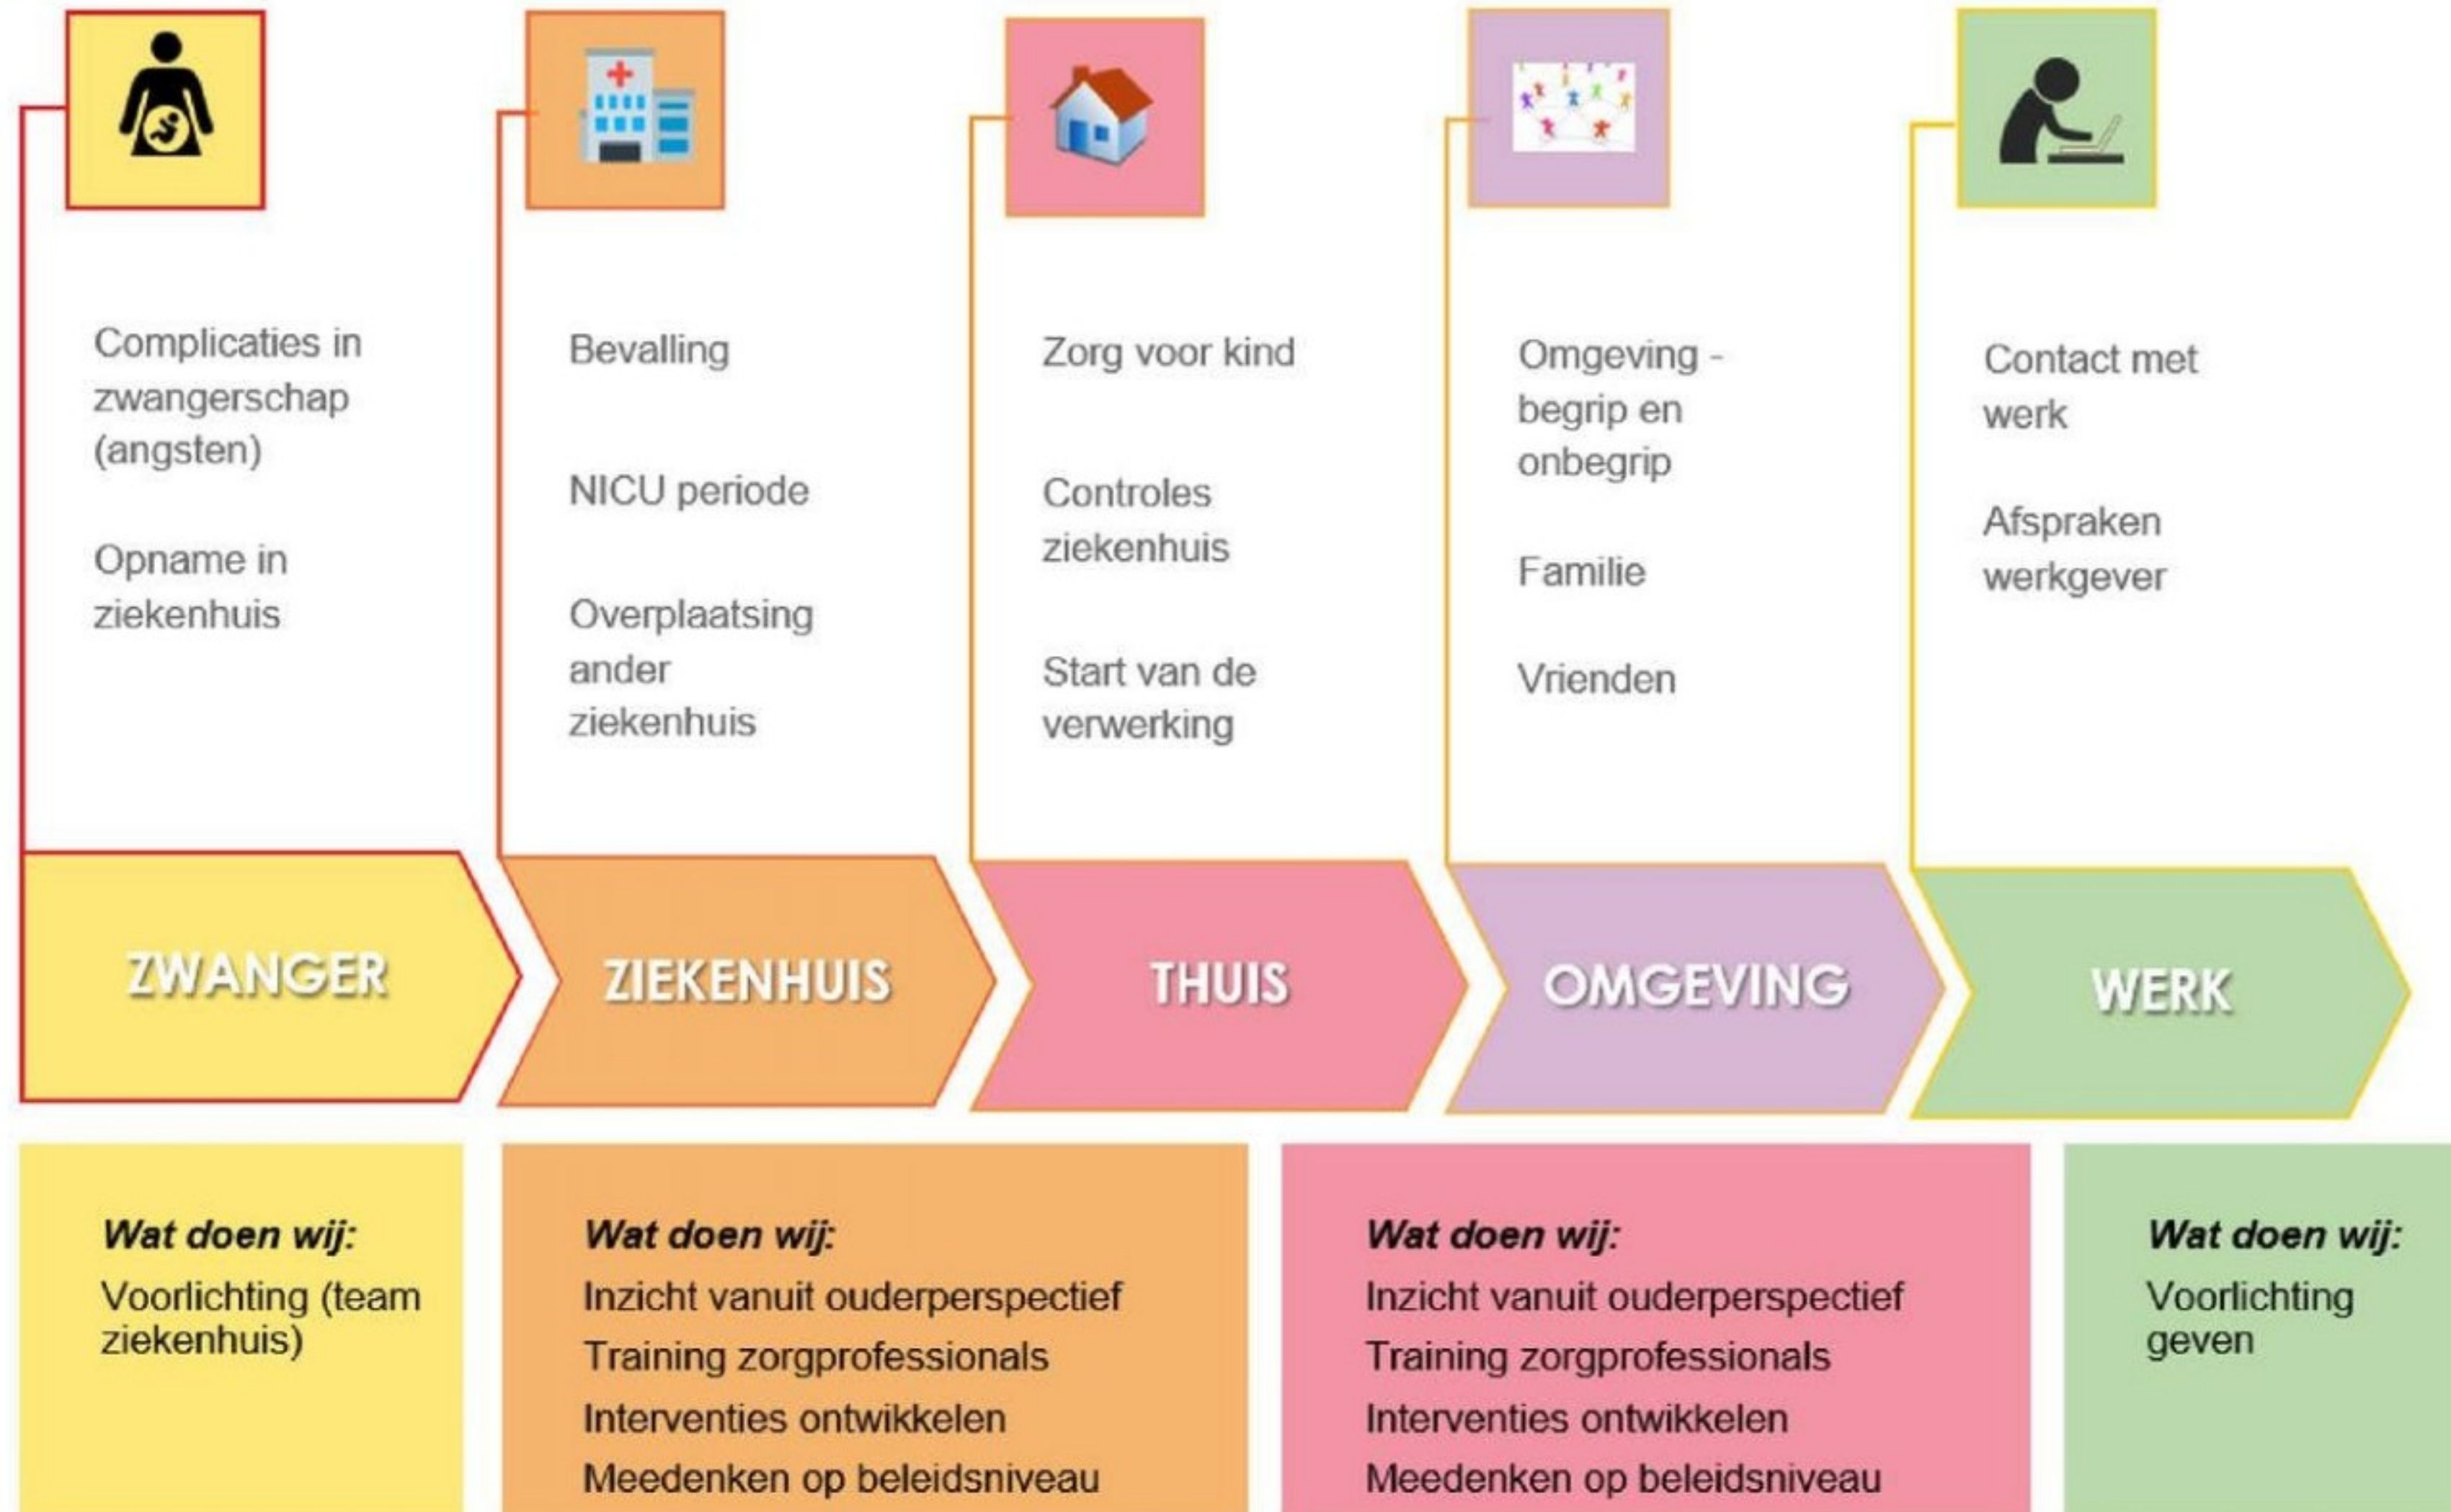 Complicaties in
zwangerschap
(angsten)
Opname in
ziekenhuis
Bevalling
NICU periode
Overplaatsing
ander
ziekenhuis
Zorg voor kind
Controles
ziekenhuis
Start van de
verwerking
Omgeving -
begrip en
onbegrip
Familie
Vrienden
Contact met
werk
Afspraken
werkgever
ZWANGER
ZIEKENHUIS
THUIS
OMGEVING
WERK
Wat doen wij:
Voorlichting (team
ziekenhuis)
Wat doen wij:
Inzicht vanuit ouderperspectief
Training zorgprofessionals
Interventies ontwikkelen
Meedenken op beleidsniveau
Wat doen wij:
Inzicht vanuit ouderperspectief
Training zorgprofessionals
Interventies ontwikkelen
Meedenken op beleidsniveau
Wat doen wij:
Voorlichting
geven